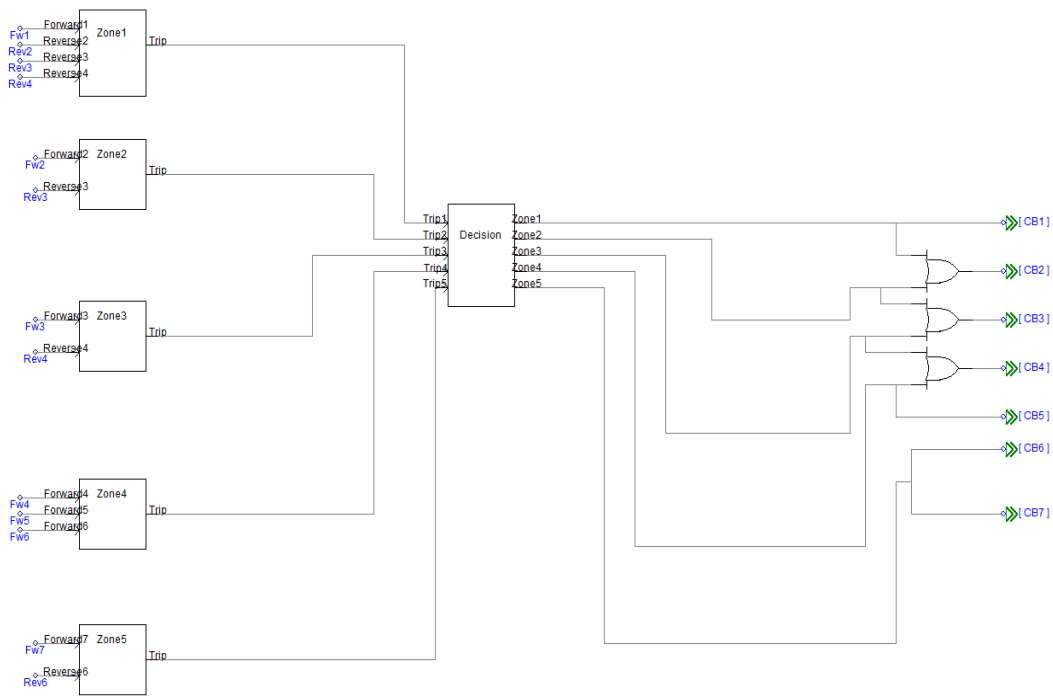 Forward1
Zone1
Fw1
Reverse2
Trip
Rev2
Reverse3
Rev3
Reverse4
Rev4
Forward2
Zone2
Fw2
Trip
Reverse3
Rev3
Trip1
Zone1
[ CB1 ]
Trip2
Decision
Zone2
Trip3
Zone3
Trip4
Zone4
[ CB2 ]
Trip5
Zone5
Forward3
Zone3
[ CB3 ]
Fw3
Trip
Reverse4
Rev4
[ CB4 ]
[ CB5 ]
[ CB6 ]
Forward4
Zone4
Fw4
Forward5
Trip
[ CB7 ]
Fw5
Forward6
Fw6
Forward7
Zone5
Fw7
Trip
Reverse6
Rev6